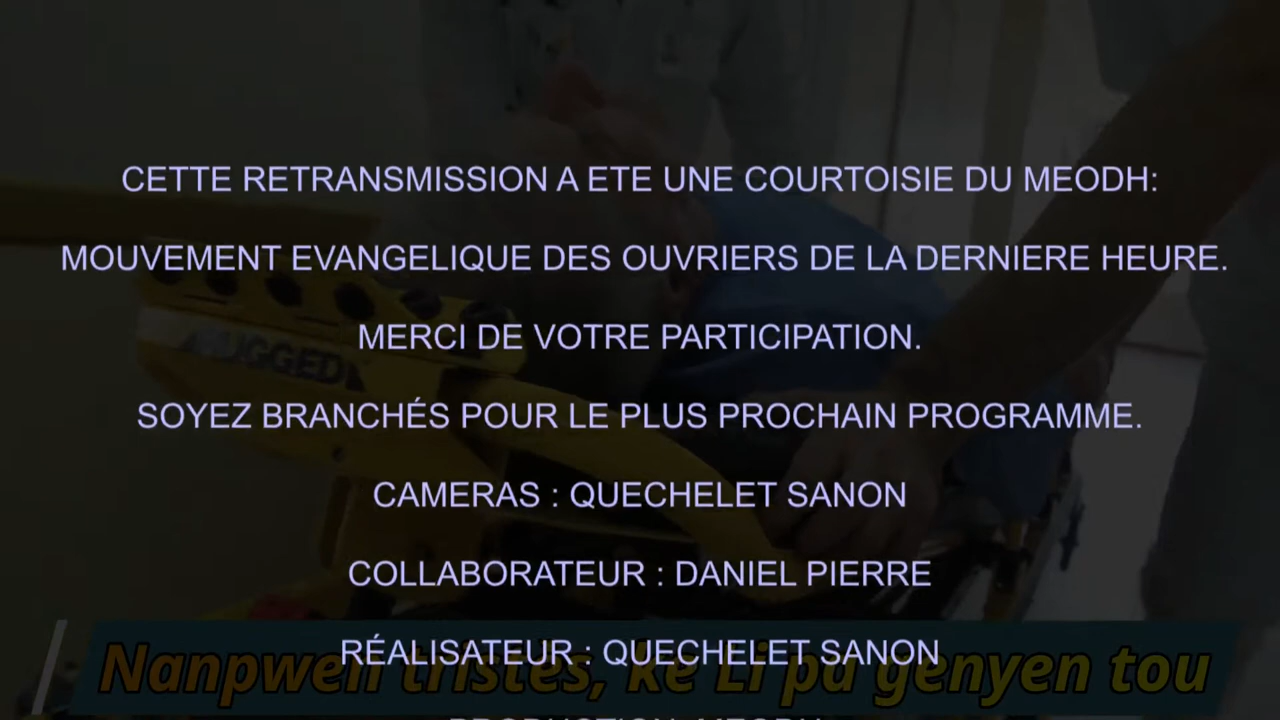 CETTE RETRANSMISSION A ETE UNE COURTOISIE DU MEODH:
MOUVEMENT EVANGELIQUE DES OUVRIERS DE LA DERNIERE HEURE.
MERCI DE VOTRE PARTICIPATION.
SOYEZ BRANCHÉS POUR LE PLUS PROCHAIN PROGRAMME.
CAMERAS : QUECHELET SANON
COLLABORATEUR : DANIEL PIERRE
RÉALISATEUR : QUECHELET SANON
Nanpwen tristès, kè Li pa genyen tou